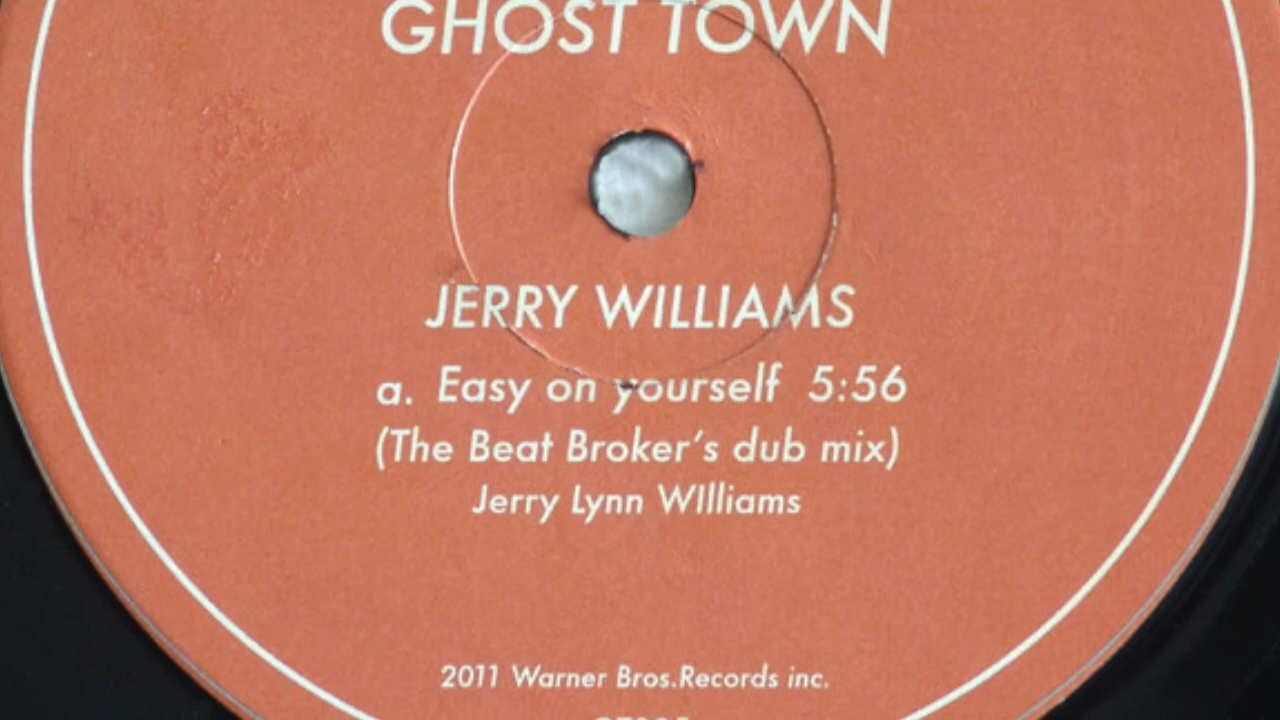 GHOST TOWN
JERRY WILLIAMS
a. Easy on yourself 5:56
(The Beat Broker's dub mix)
Jerry Lynn WIlliams
2011 Warner Bros.Records inc.